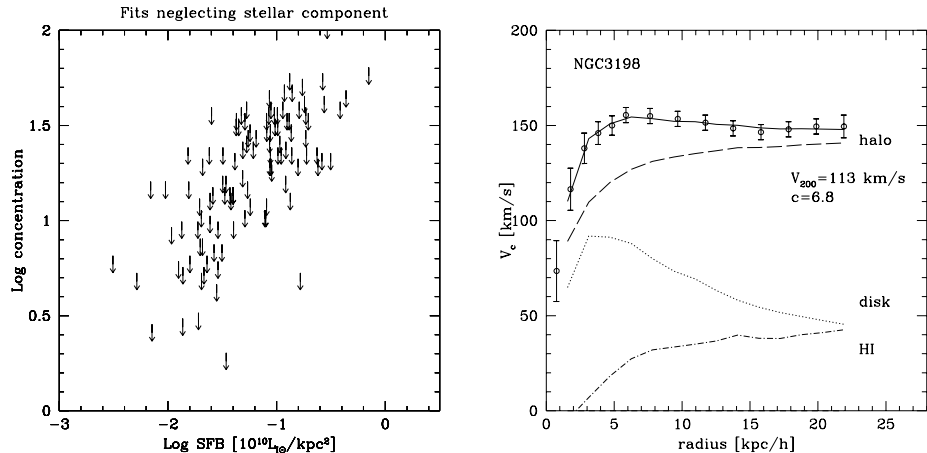 Fits neglecting stellar component
Log concentration
2
1.5
1
0.5
0
−3
−2
−1
0
Log SFB [10¹⁰L_I⊙/kpc²]
V_c [km/s]
200
150
100
50
0
NGC3198
halo
V₂₀₀=113 km/s
c=6.8
disk
HI
0
5
10
15
20
25
radius [kpc/h]